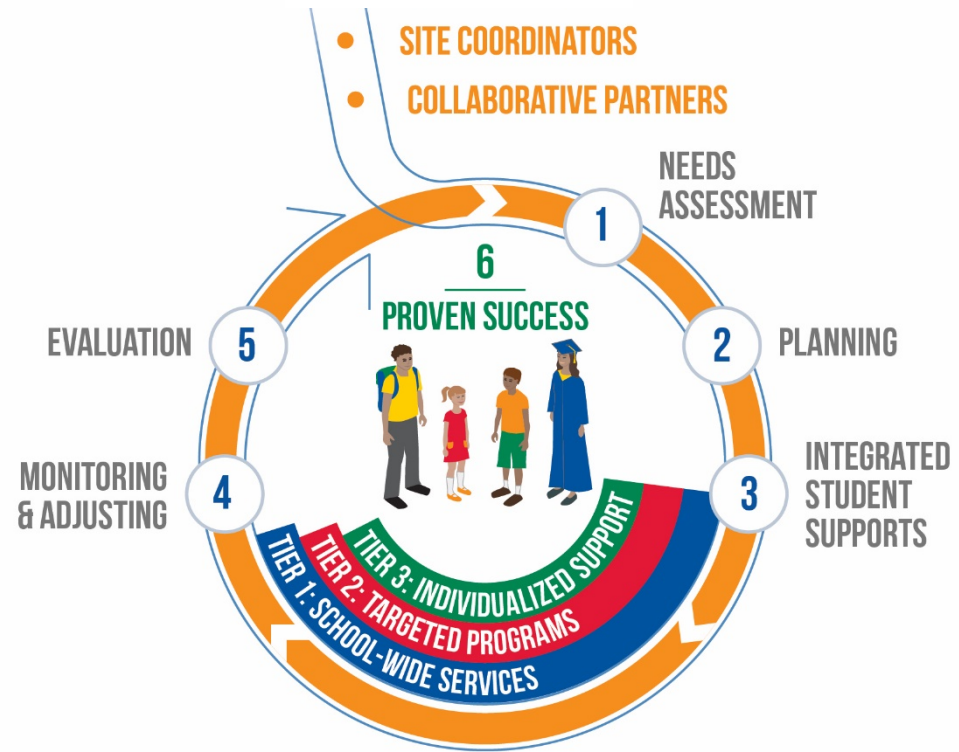 SITE COORDINATORS
COLLABORATIVE PARTNERS
NEEDS
ASSESSMENT
1
6
PROVEN SUCCESS
EVALUATION
5
2
PLANNING
MONITORING
& ADJUSTING
4
3
INTEGRATED
STUDENT
SUPPORTS
TIER 3: INDIVIDUALIZED SUPPORT
TIER 2: TARGETED PROGRAMS
TIER 1: SCHOOL-WIDE SERVICES